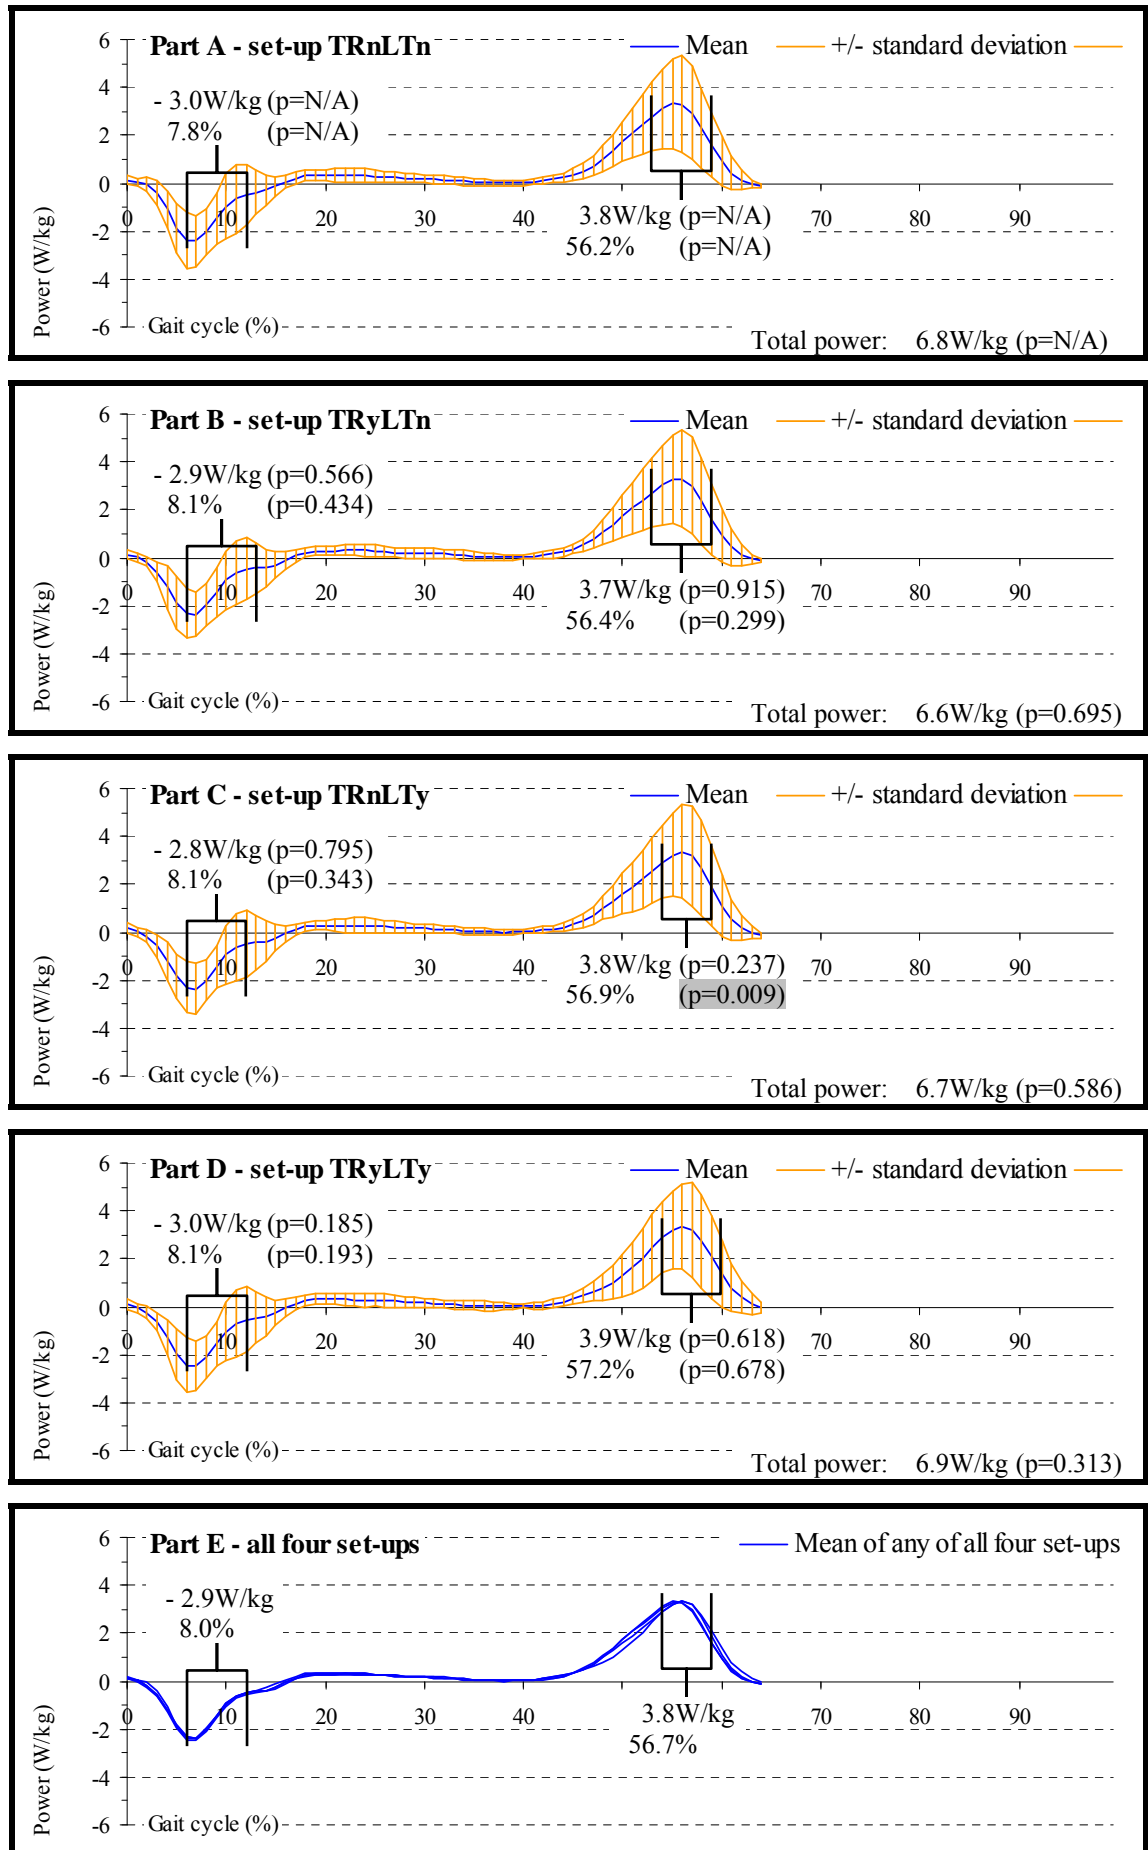 6 Part A - set-up TRnLTn Mean +/- standard deviation
4
- 3.0W/kg (p=N/A)
7.8% (p=N/A)
2
0
0 10 20 30 40 70 80 90
3.8W/kg (p=N/A)
56.2% (p=N/A)
-2
-4
-6 Gait cycle (%)
Power (W/kg)
Total power: 6.8W/kg (p=N/A)
6 Part B - set-up TRyLTn Mean +/- standard deviation
4
- 2.9W/kg (p=0.566)
8.1% (p=0.434)
2
0
0 10 20 30 40 70 80 90
3.7W/kg (p=0.915)
56.4% (p=0.299)
-2
-4
-6 Gait cycle (%)
Power (W/kg)
Total power: 6.6W/kg (p=0.695)
6 Part C - set-up TRnLTy Mean +/- standard deviation
4
- 2.8W/kg (p=0.795)
8.1% (p=0.343)
2
0
0 10 20 30 40 70 80 90
3.8W/kg (p=0.237)
56.9% (p=0.009)
-2
-4
-6 Gait cycle (%)
Power (W/kg)
Total power: 6.7W/kg (p=0.586)
6 Part D - set-up TRyLTy Mean +/- standard deviation
4
- 3.0W/kg (p=0.185)
8.1% (p=0.193)
2
0
0 10 20 30 40 70 80 90
3.9W/kg (p=0.618)
57.2% (p=0.678)
-2
-4
-6 Gait cycle (%)
Power (W/kg)
Total power: 6.9W/kg (p=0.313)
6 Part E - all four set-ups Mean of any of all four set-ups
4
- 2.9W/kg
8.0%
2
0
0 10 20 30 40 70 80 90
3.8W/kg
56.7%
-2
-4
-6 Gait cycle (%)
Power (W/kg)